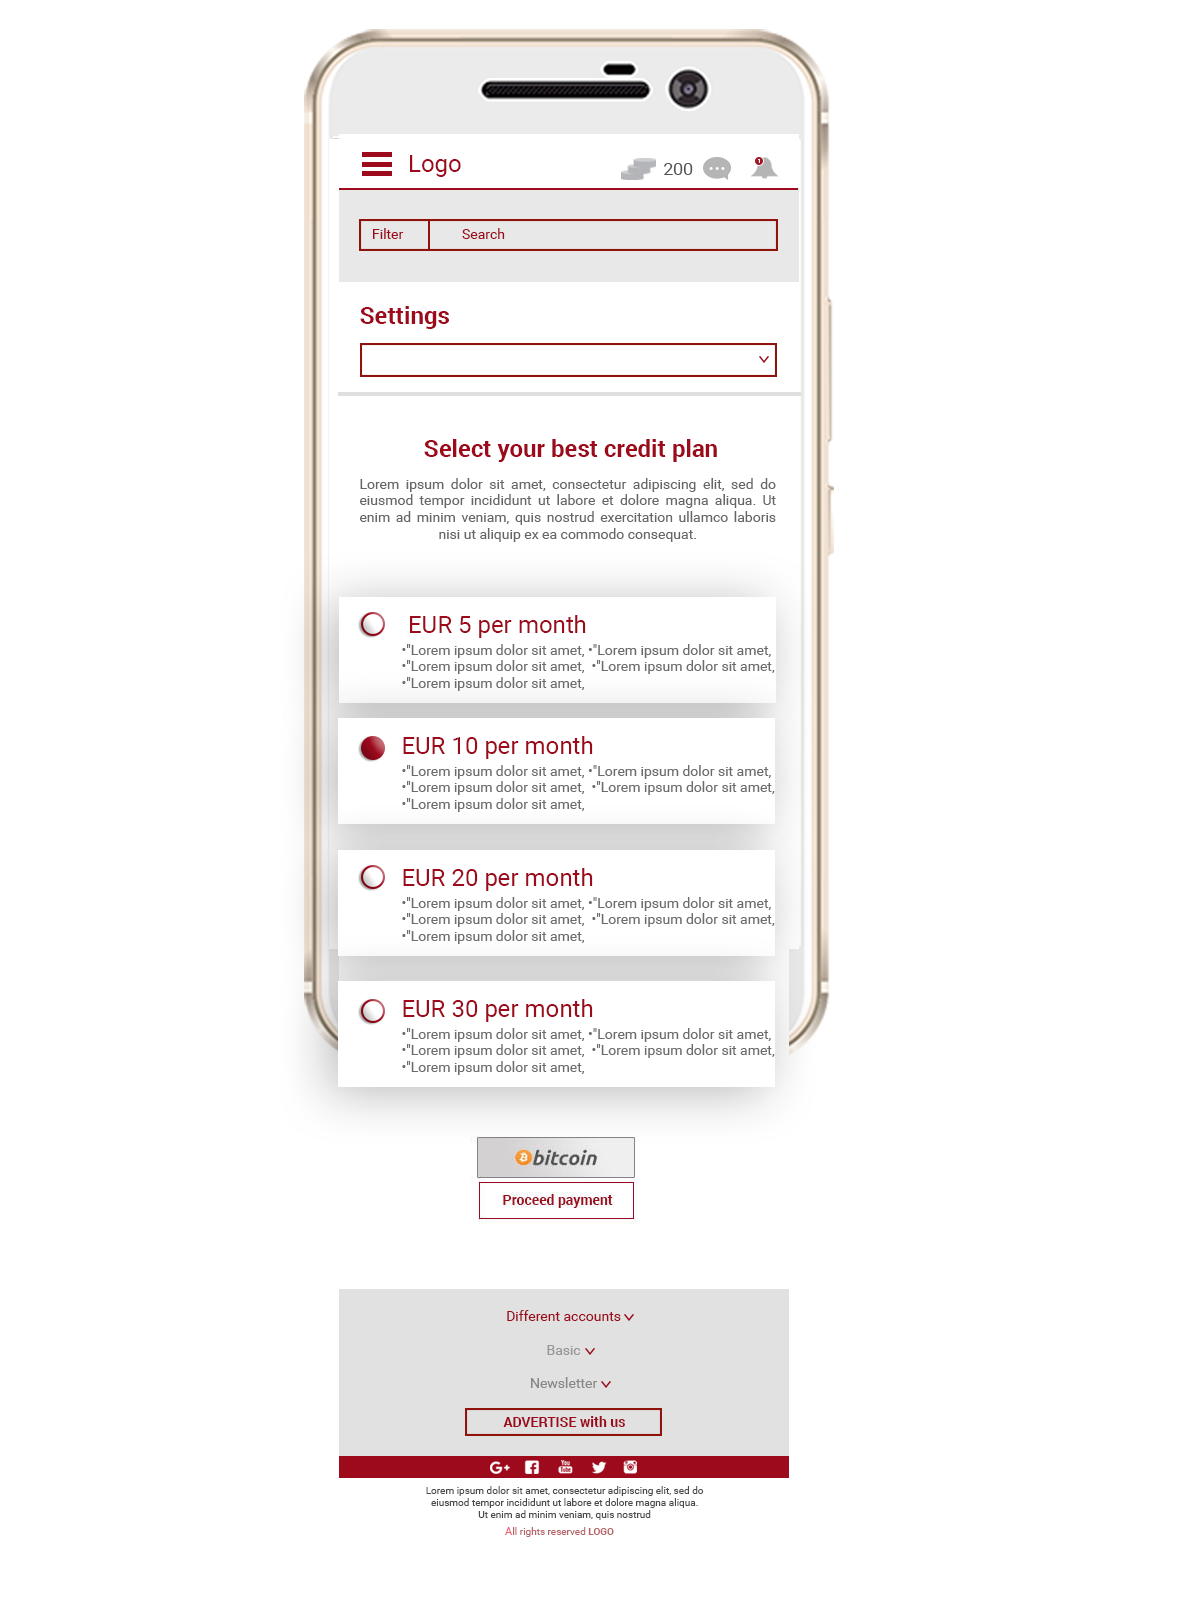 Logo
200
1
Filter
Search
Settings
Select your best credit plan
Lorem ipsum dolor sit amet, consectetur adipiscing elit, sed do
eiusmod tempor incididunt ut labore et dolore magna aliqua. Ut
enim ad minim veniam, quis nostrud exercitation ullamco laboris
nisi ut aliquip ex ea commodo consequat.
EUR 5 per month
•"Lorem ipsum dolor sit amet, •"Lorem ipsum dolor sit amet,
•"Lorem ipsum dolor sit amet, •"Lorem ipsum dolor sit amet,
•"Lorem ipsum dolor sit amet,
EUR 10 per month
•"Lorem ipsum dolor sit amet, •"Lorem ipsum dolor sit amet,
•"Lorem ipsum dolor sit amet, •"Lorem ipsum dolor sit amet,
•"Lorem ipsum dolor sit amet,
EUR 20 per month
•"Lorem ipsum dolor sit amet, •"Lorem ipsum dolor sit amet,
•"Lorem ipsum dolor sit amet, •"Lorem ipsum dolor sit amet,
•"Lorem ipsum dolor sit amet,
EUR 30 per month
•"Lorem ipsum dolor sit amet, •"Lorem ipsum dolor sit amet,
•"Lorem ipsum dolor sit amet, •"Lorem ipsum dolor sit amet,
•"Lorem ipsum dolor sit amet,
bitcoin
Proceed payment
Different accounts
Basic
Newsletter
ADVERTISE with us
G+ You Tube
Lorem ipsum dolor sit amet, consectetur adipiscing elit, sed do
eiusmod tempor incididunt ut labore et dolore magna aliqua.
Ut enim ad minim veniam, quis nostrud
All rights reserved LOGO